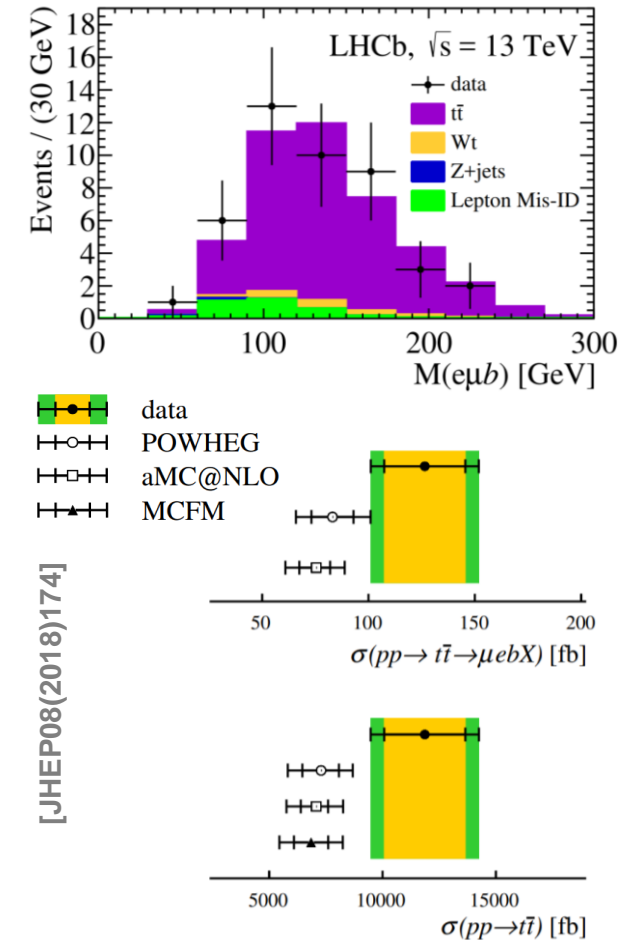 18
16
14
12
10
8
6
4
2
0
Events / (30 GeV)
LHCb, √s = 13 TeV
data
tt̅
Wt
Z+jets
Lepton Mis-ID
0 100 200 300
M(eμb) [GeV]
data
POWHEG
aMC@NLO
MCFM
[JHEP08(2018)174]
50 100 150 200
σ(pp→ tt̅→μebX) [fb]
5000 10000 15000
σ(pp→tt̅) [fb]